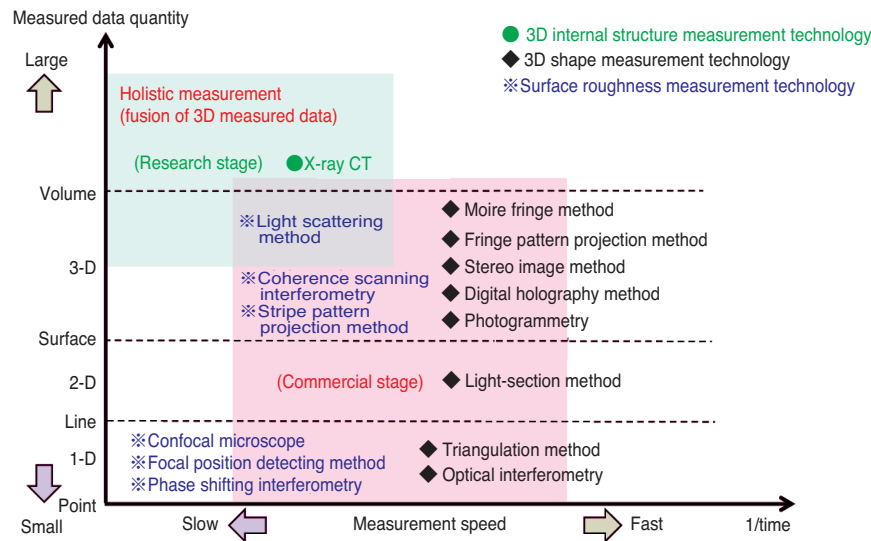 Measured data quantity
● 3D internal structure measurement technology
◆ 3D shape measurement technology
※Surface roughness measurement technology
Large
Holistic measurement
(fusion of 3D measured data)
(Research stage)
●X-ray CT
Volume
※Light scattering
method
◆ Moire fringe method
◆ Fringe pattern projection method
3-D
◆ Stereo image method
※Coherence scanning
interferometry
◆ Digital holography method
※Stripe pattern
projection method
◆ Photogrammetry
Surface
2-D
(Commercial stage)
◆ Light-section method
Line
1-D
※Confocal microscope
※Focal position detecting method
※Phase shifting interferometry
◆ Triangulation method
◆ Optical interferometry
Point
Small
Slow
Measurement speed
Fast
1/time